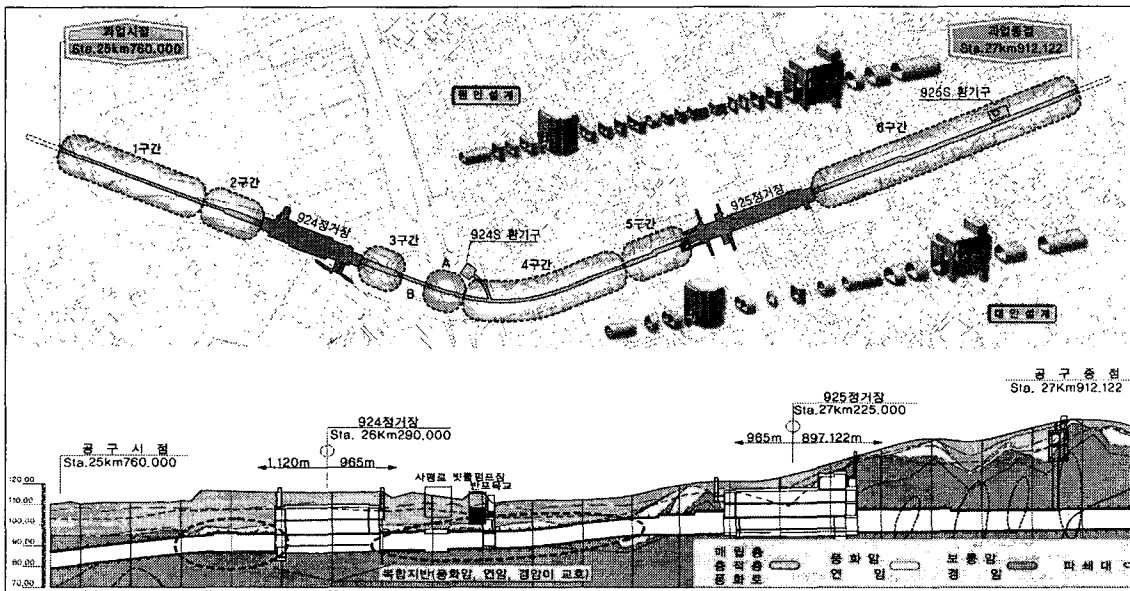 과업시점
Sta.25km760.000
과업종점
Sta.27km912.122
원안설계
925S 환기구
6구간
1구간
2구간
924정거장
925정거장
5구간
3구간
924S 환기구
4구간
A
B
대안설계
공구종점
Sta. 27Km912.122
925정거장
Sta.27km225.000
924정거장
Sta. 26Km290.000
965m 897.122m
공구시점
Sta.25km760.000
1,120m 965m
사평로 빗물펌프장
반포목교
120.00
110.00
100.00
90.00
80.00
70.00
복합지반(풍화암, 연암, 경암이 교호)
매립층
충적층
풍화토
풍화암
연암
보통암
경암
파쇄대